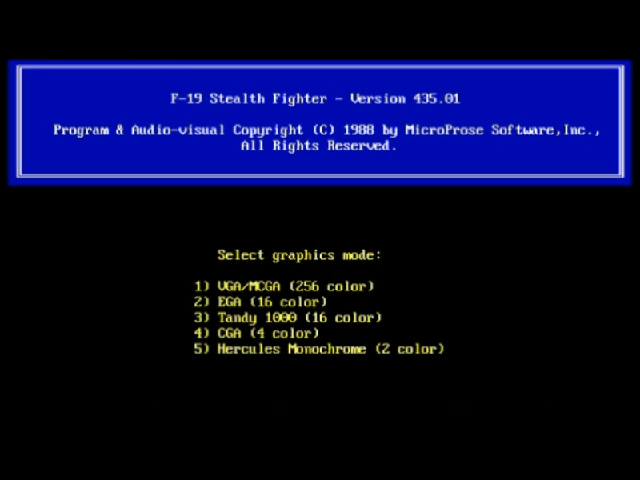 F-19 Stealth Fighter - Version 435.01
Program & Audio-visual Copyright (C) 1988 by MicroProse Software,Inc.,
All Rights Reserved.
Select graphics mode:
1) VGA/MCGA (256 color)
2) EGA (16 color)
3) Tandy 1000 (16 color)
4) CGA (4 color)
5) Hercules Monochrome (2 color)